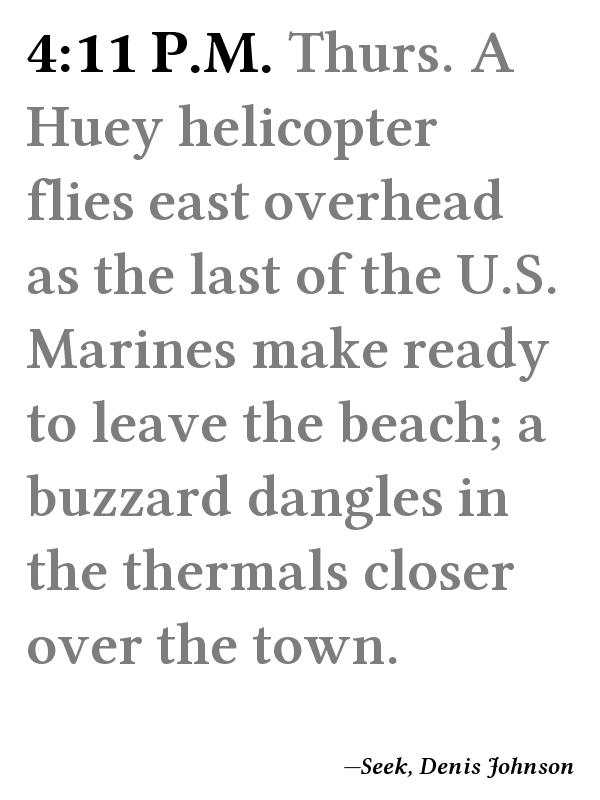 4:11 P.M. Thurs. A
Huey helicopter
flies east overhead
as the last of the U.S.
Marines make ready
to leave the beach; a
buzzard dangles in
the thermals closer
over the town.
—Seek, Denis Johnson